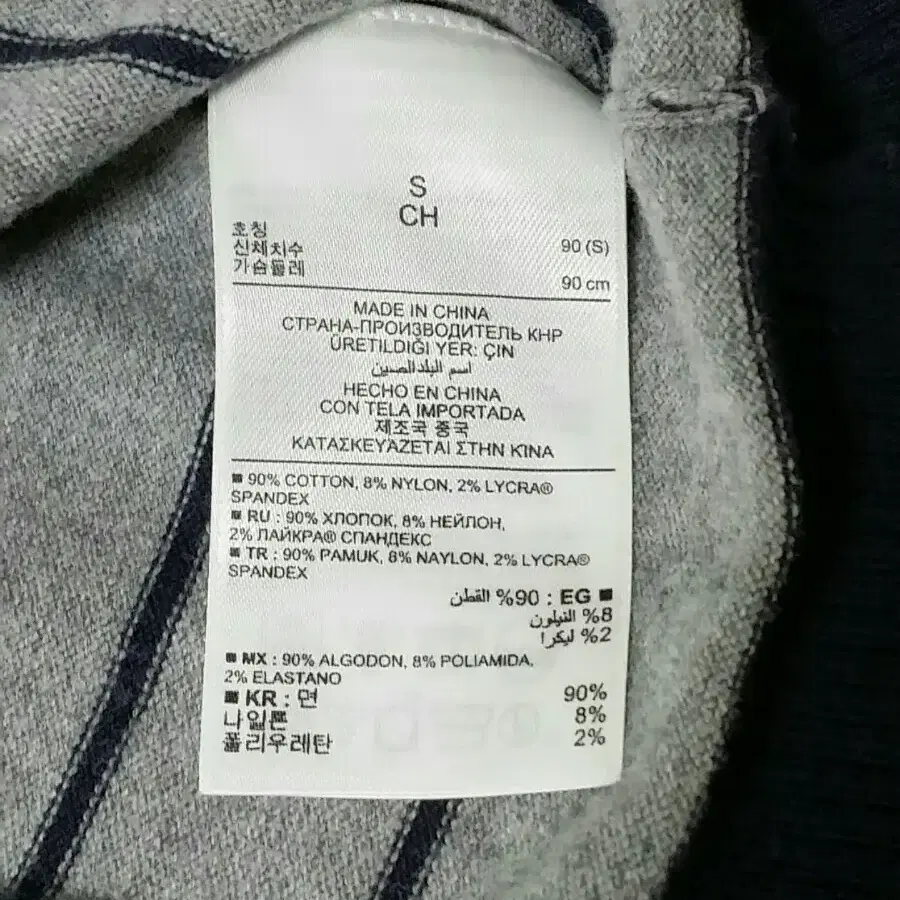 S
CH
호칭
신체치수 90 (S)
가슴둘레 90 cm
MADE IN CHINA
СТРАНА-ПРОИЗВОДИТЕЛЬ КНР
ÜRETILDIĞI YER: ÇIN
اسم البلد الصين
HECHO EN CHINA
CON TELA IMPORTADA
제조국 중국
ΚΑΤΑΣΚΕΥΆΖΕΤΑΙ ΣΤΗΝ ΚΊΝΑ
■ 90% COTTON, 8% NYLON, 2% LYCRA®
SPANDEX
■ RU : 90% ХЛОПОК, 8% НЕЙЛОН,
2% ЛАЙКРА® СПАНДЕКС
■ TR : 90% PAMUK, 8% NAYLON, 2% LYCRA®
SPANDEX
■ EG : 90% القطن
8% النيلون
2% ليكرا
■ MX : 90% ALGODON, 8% POLIAMIDA,
2% ELASTANO
■ KR : 면 90%
나일론 8%
폴리우레탄 2%